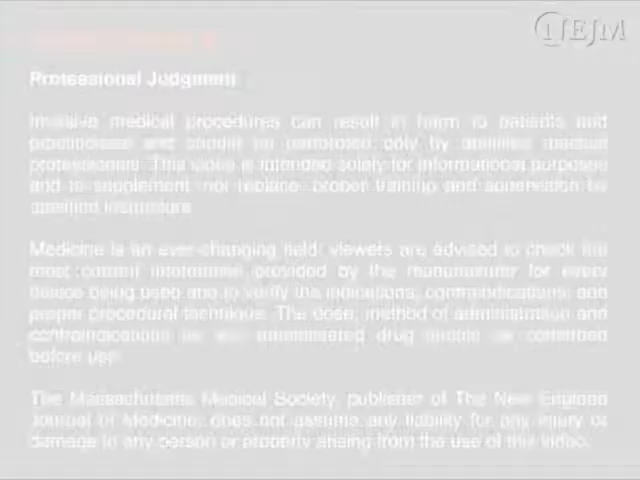 NEJM
Professional Judgment
Invasive medical procedures can result in harm to patients and
and should be performed only by qualified medical
professionals. This video is intended solely for informational purposes
and to supplement, not replace, proper training and supervision by
qualified instructors.
Medicine is an ever-changing field; viewers are advised to check the
most current information provided by the manufacturer for every
device being used and to verify the indications, contraindications, and
proper procedural technique. The dose, method of administration and
contraindications for any administered drug should be confirmed
before use.
The Massachusetts Medical Society, publisher of The New England
Journal of Medicine, does not assume any liability for any injury or
damage to any person or property arising from the use of this video.